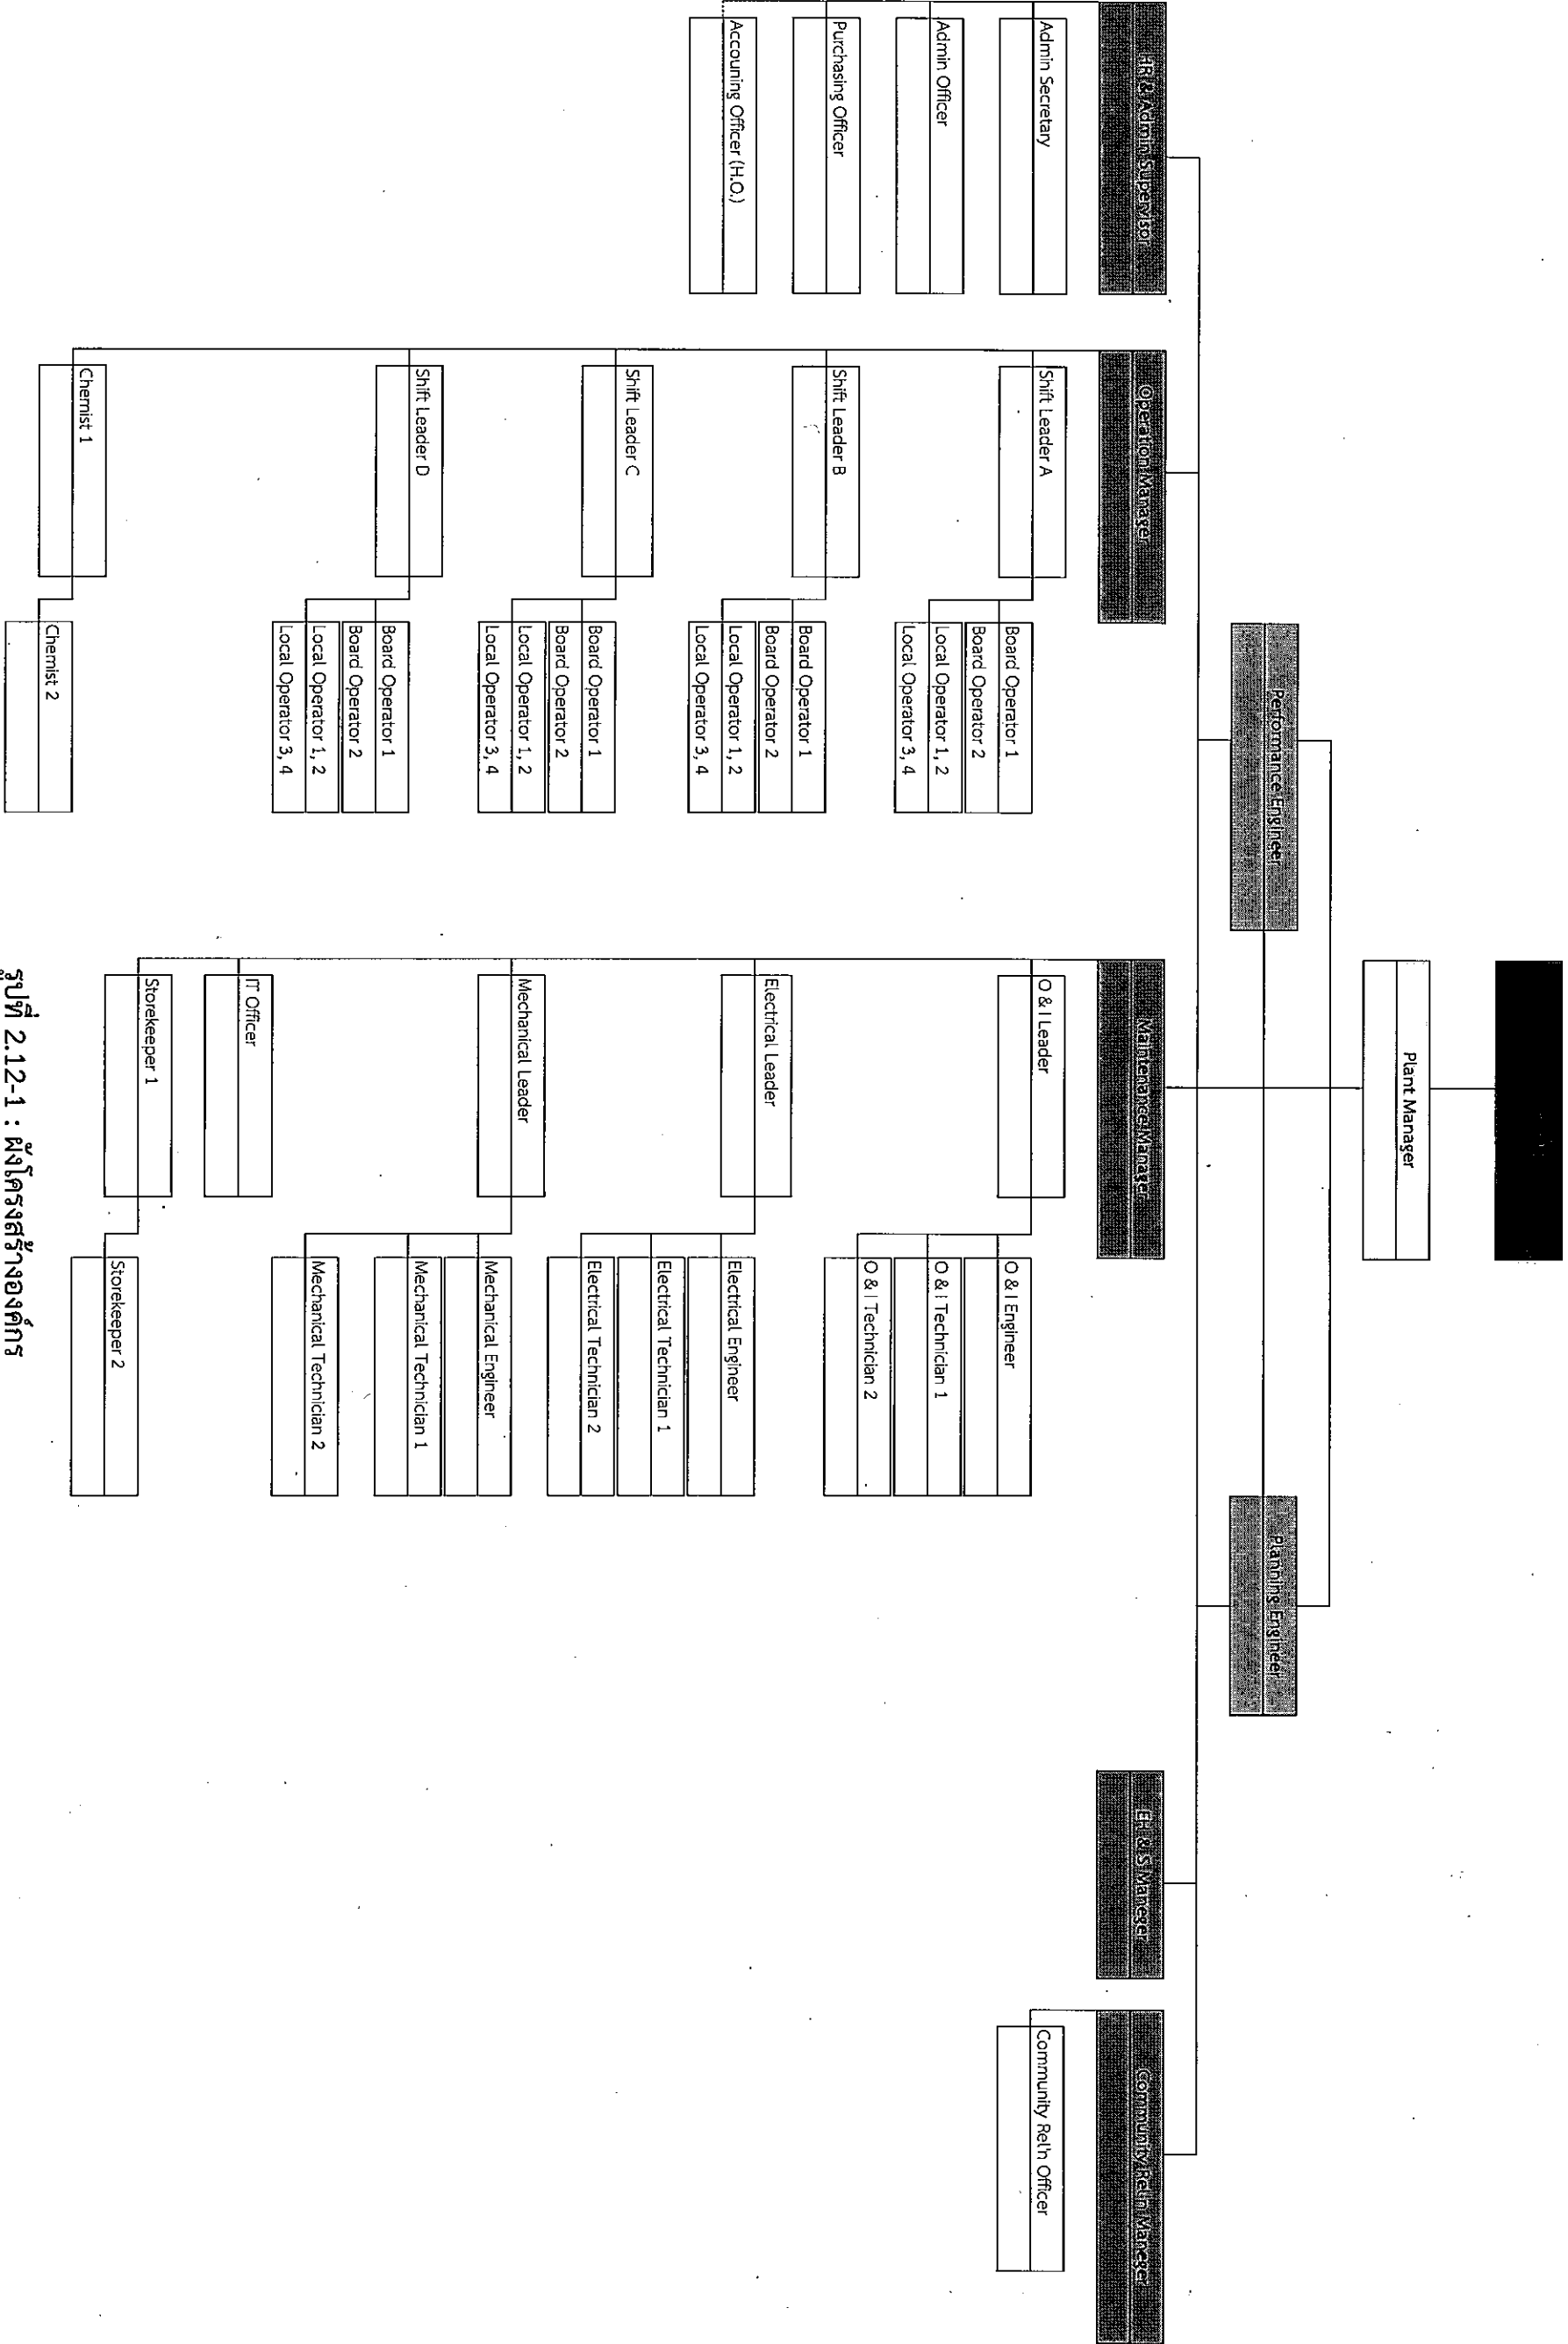 Plant Manager
Performance Engineer
Planning Engineer
HR & Admin Supervisor
Operation Manager
Maintenance Manager
EH & S Maneger
Community Rel'n Maneger
Admin Secretary
Admin Officer
Purchasing Officer
Accouning Officer (H.O.)
Shift Leader A
Board Operator 1
Board Operator 2
Local Operator 1, 2
Local Operator 3, 4
Shift Leader B
Board Operator 1
Board Operator 2
Local Operator 1, 2
Local Operator 3, 4
Shift Leader C
Board Operator 1
Board Operator 2
Local Operator 1, 2
Local Operator 3, 4
Shift Leader D
Board Operator 1
Board Operator 2
Local Operator 1, 2
Local Operator 3, 4
Chemist 1
Chemist 2
O & I Leader
O & I Engineer
O & I Technician 1
O & I Technician 2
Electrical Leader
Electrical Engineer
Electrical Technician 1
Electrical Technician 2
Mechanical Leader
Mechanical Engineer
Mechanical Technician 1
Mechanical Technician 2
IT Officer
Storekeeper 1
Storekeeper 2
Community Rel'n Officer
รูปที่ 2.12-1 : ผังโครงสร้างองค์กร